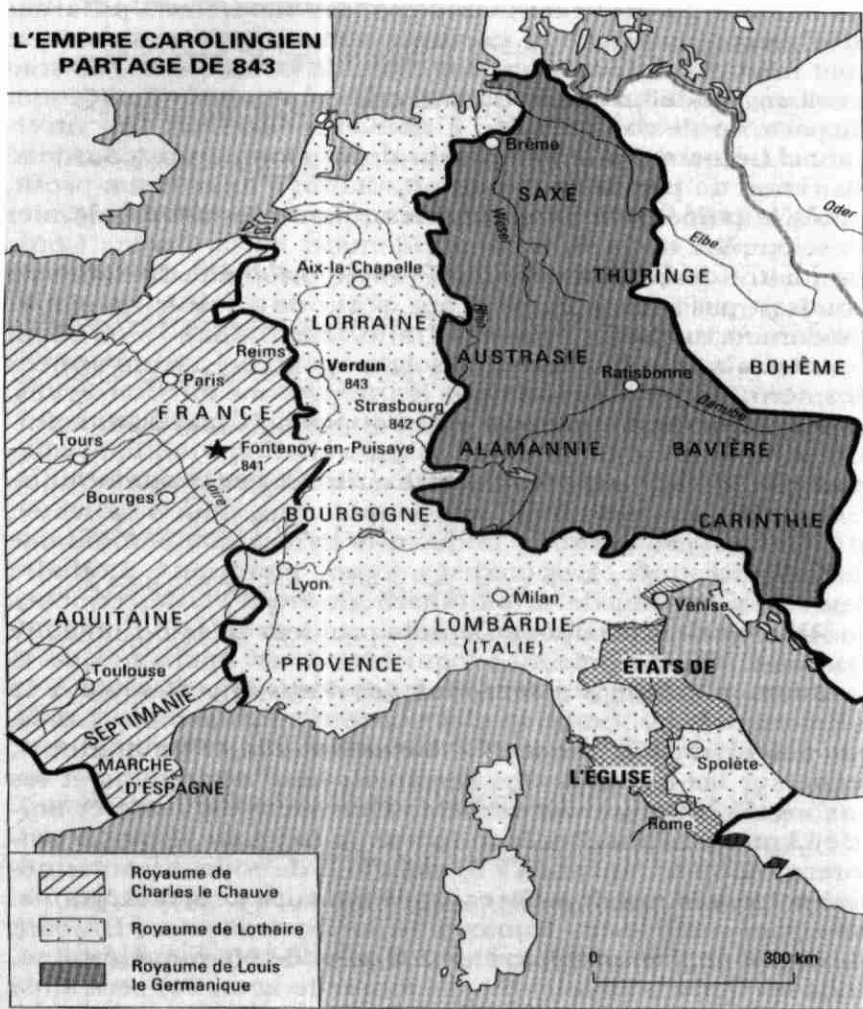 L'EMPIRE CAROLINGIEN
PARTAGE DE 843
Brême
SAXE
Weser
Elbe
Oder
THURINGE
Aix-la-Chapelle
LORRAINE
Rhin
AUSTRASIE
BOHÊME
Reims
Verdun
843
Paris
Ratisbonne
FRANCE
Strasbourg
842
Danube
Tours
Fontenoy-en-Puisaye
841
ALAMANNIE
BAVIÈRE
Bourges
Loire
BOURGOGNE
CARINTHIE
Lyon
Milan
Venise
AQUITAINE
LOMBARDIE
(ITALIE)
PROVENCE
ÉTATS DE
Toulouse
SEPTIMANIE
MARCHE
D'ESPAGNE
L'ÉGLISE
Spolète
Rome
Royaume de
Charles le Chauve
Royaume de Lothaire
Royaume de Louis
le Germanique
0 300 km